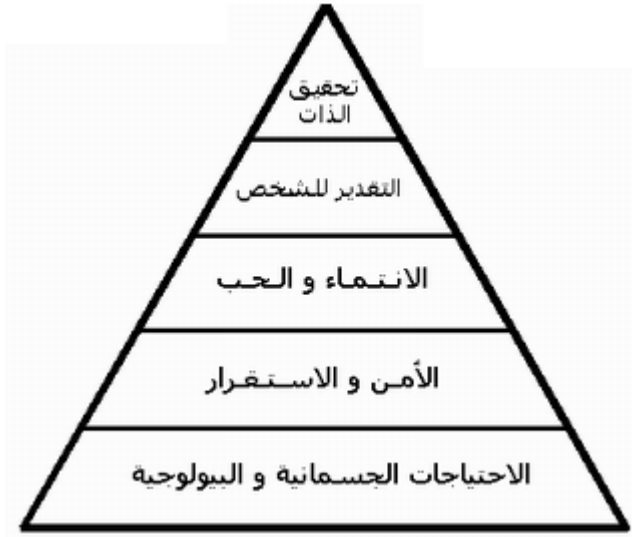 تحقيق
الذات
التقدير للشخص
الانتماء و الحب
الأمن و الاستقرار
الاحتياجات الجسمانية و البيولوجية